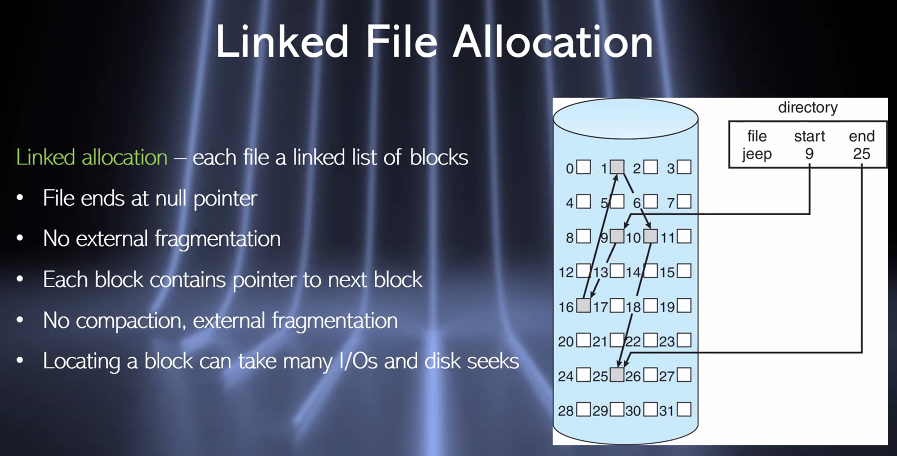 Linked File Allocation
Linked allocation – each file a linked list of blocks
• File ends at null pointer
• No external fragmentation
• Each block contains pointer to next block
• No compaction, external fragmentation
• Locating a block can take many I/Os and disk seeks
directory
file start end
jeep 9 25
0 1 2 3
4 5 6 7
8 9 10 11
12 13 14 15
16 17 18 19
20 21 22 23
24 25 26 27
28 29 30 31